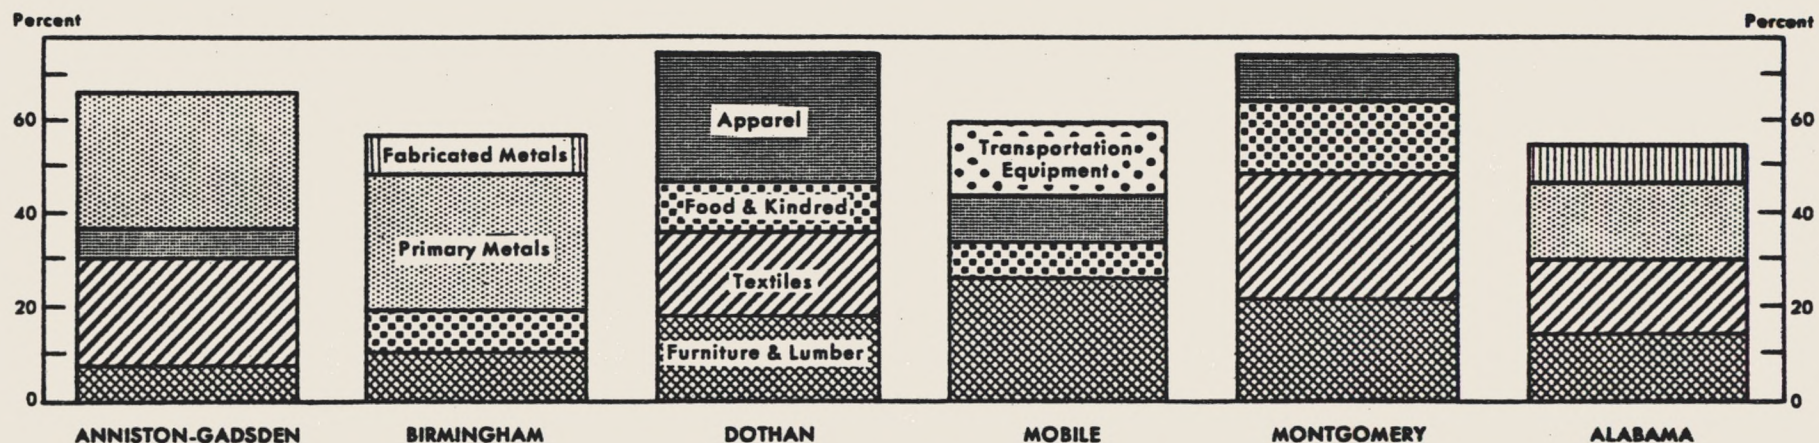 Percent
Percent
60
40
20
0
60
40
20
0
Fabricated Metals
Primary Metals
Apparel
Food & Kindred
Textiles
Furniture & Lumber
Transportation
Equipment
ANNISTON-GADSDEN
BIRMINGHAM
DOTHAN
MOBILE
MONTGOMERY
ALABAMA